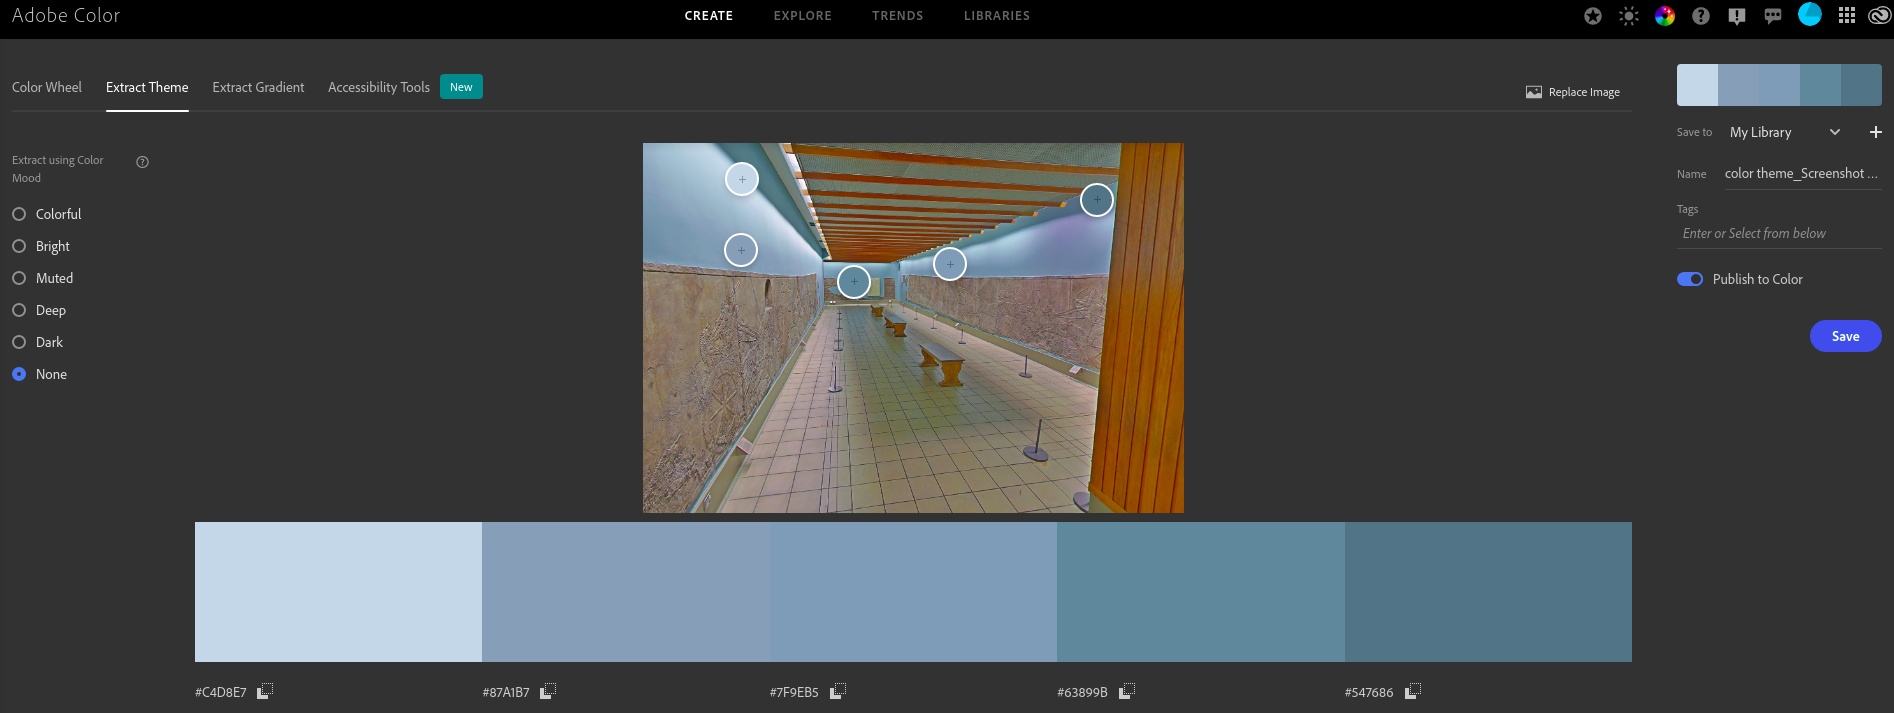 Adobe Color
CREATE
EXPLORE
TRENDS
LIBRARIES
Color Wheel
Extract Theme
Extract Gradient
Accessibility Tools
New
Replace Image
Extract using Color
Mood
Colorful
Bright
Muted
Deep
Dark
None
Save to
My Library
Name
color theme_Screenshot ...
Tags
Enter or Select from below
Publish to Color
Save
#C4D8E7
#87A1B7
#7F9EB5
#63899B
#547686